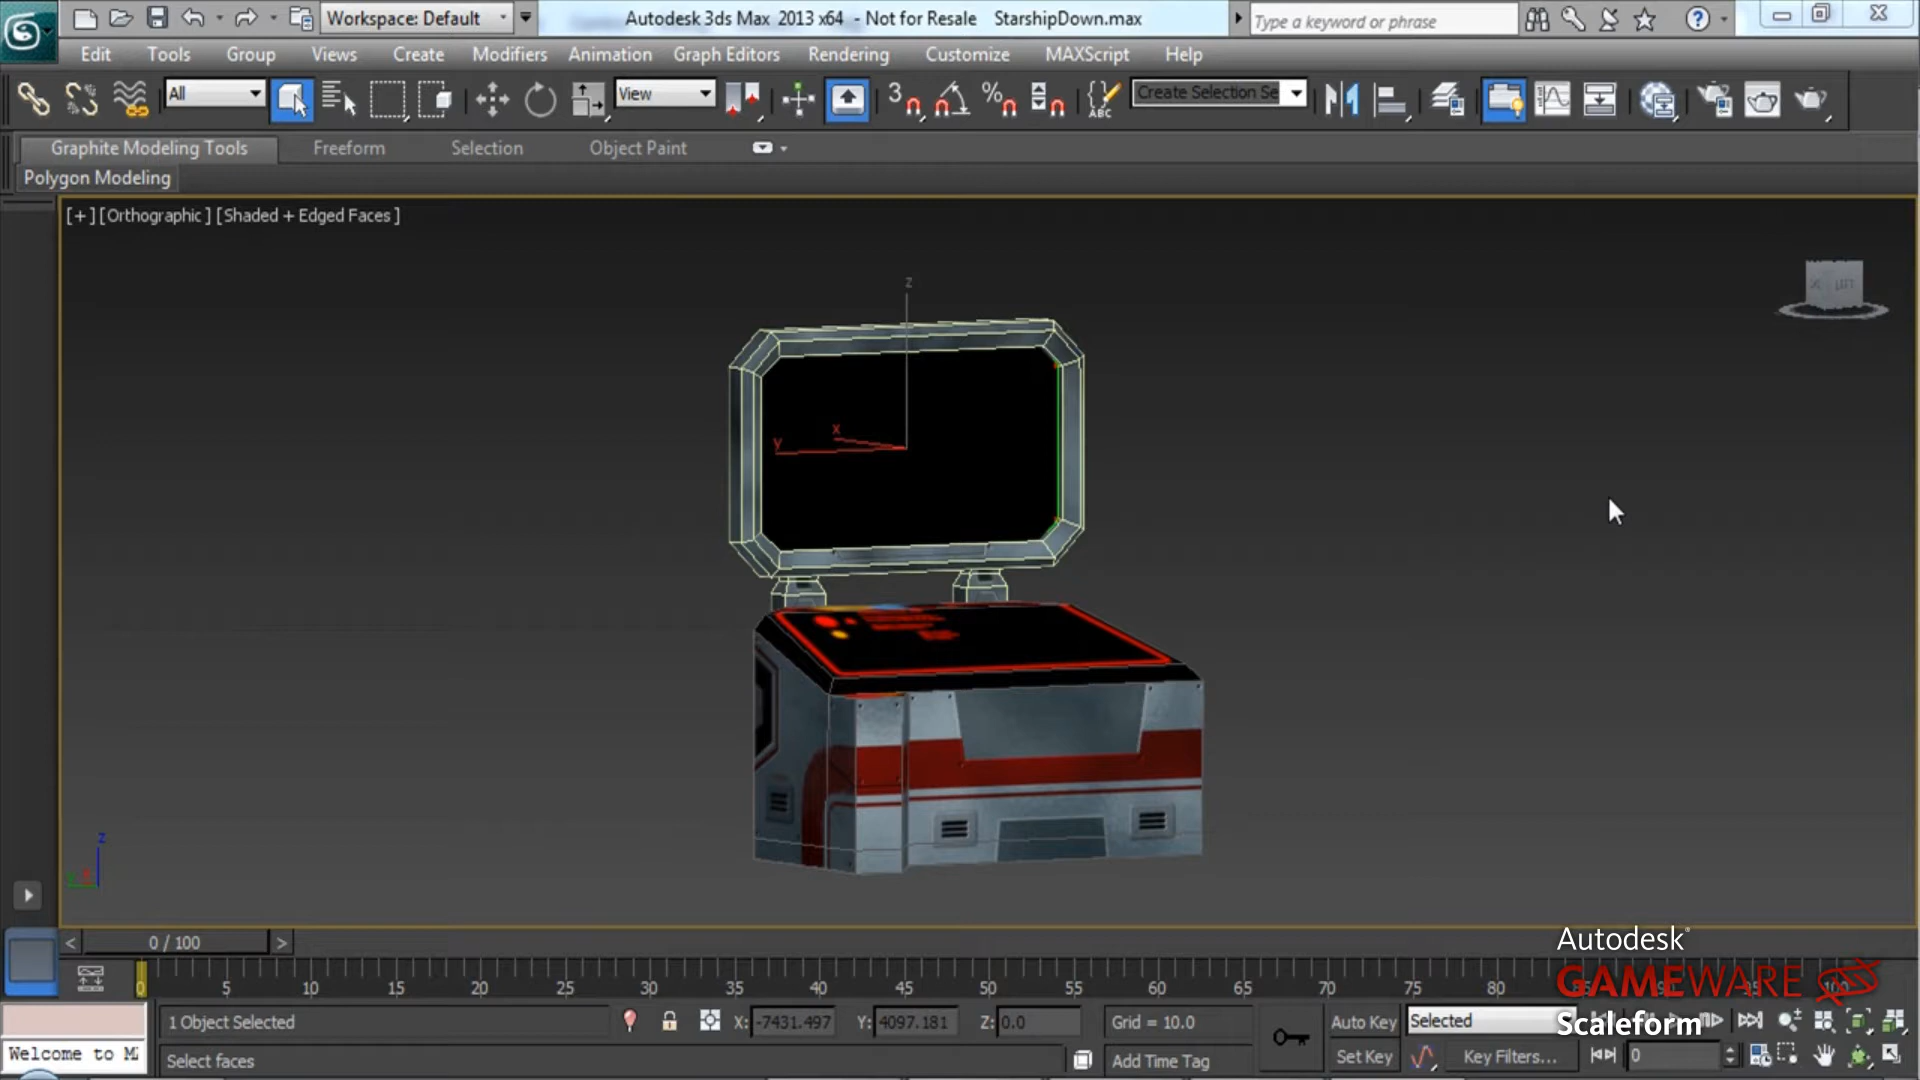 Workspace: Default
Autodesk 3ds Max 2013 x64 - Not for Resale StarshipDown.max
Type a keyword or phrase
Edit Tools Group Views Create Modifiers Animation Graph Editors Rendering Customize MAXScript Help
All
View
3
%
ABC
Create Selection Se
Graphite Modeling Tools Freeform Selection Object Paint
Polygon Modeling
[+][Orthographic][Shaded + Edged Faces]
LEFT
z
x
y
z
0 / 100
Autodesk
GAMEWARE
Scaleform
0 5 10 15 20 25 30 35 40 45 50 55 60 65 70 75 80
1 Object Selected
X: -7431.497 Y: 4097.181 Z: 0.0
Grid = 10.0
Auto Key
Selected
Welcome to M
Select faces
Add Time Tag
Set Key
Key Filters...
0